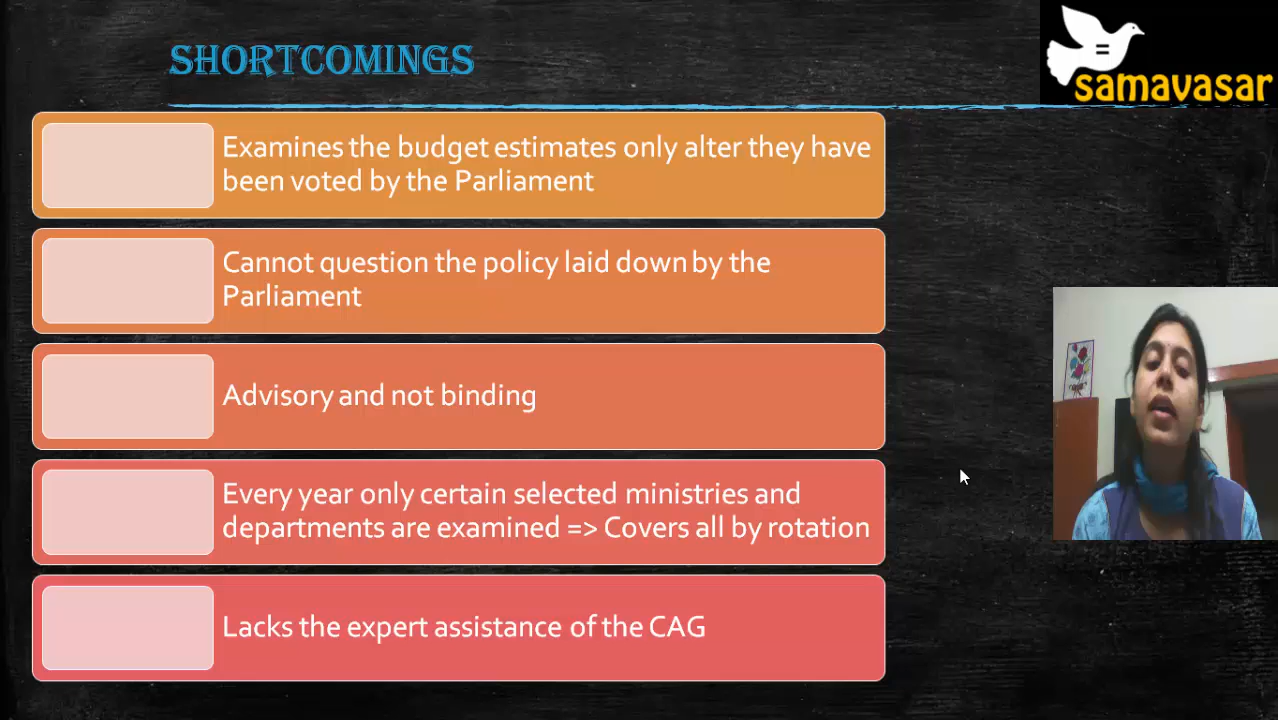 SHORTCOMINGS
=
samavasar
Examines the budget estimates only alter they have
been voted by the Parliament
Cannot question the policy laid down by the
Parliament
Advisory and not binding
Every year only certain selected ministries and
departments are examined => Covers all by rotation
Lacks the expert assistance of the CAG